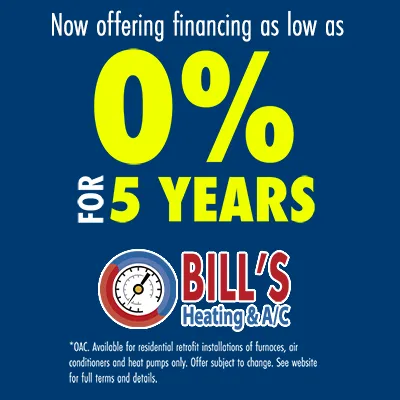 Now offering financing as low as
0%
FOR 5 YEARS
BILL'S
Heating & A/C
*OAC. Available for residential retrofit installations of furnaces, air
conditioners and heat pumps only. Offer subject to change. See website
for full terms and details.